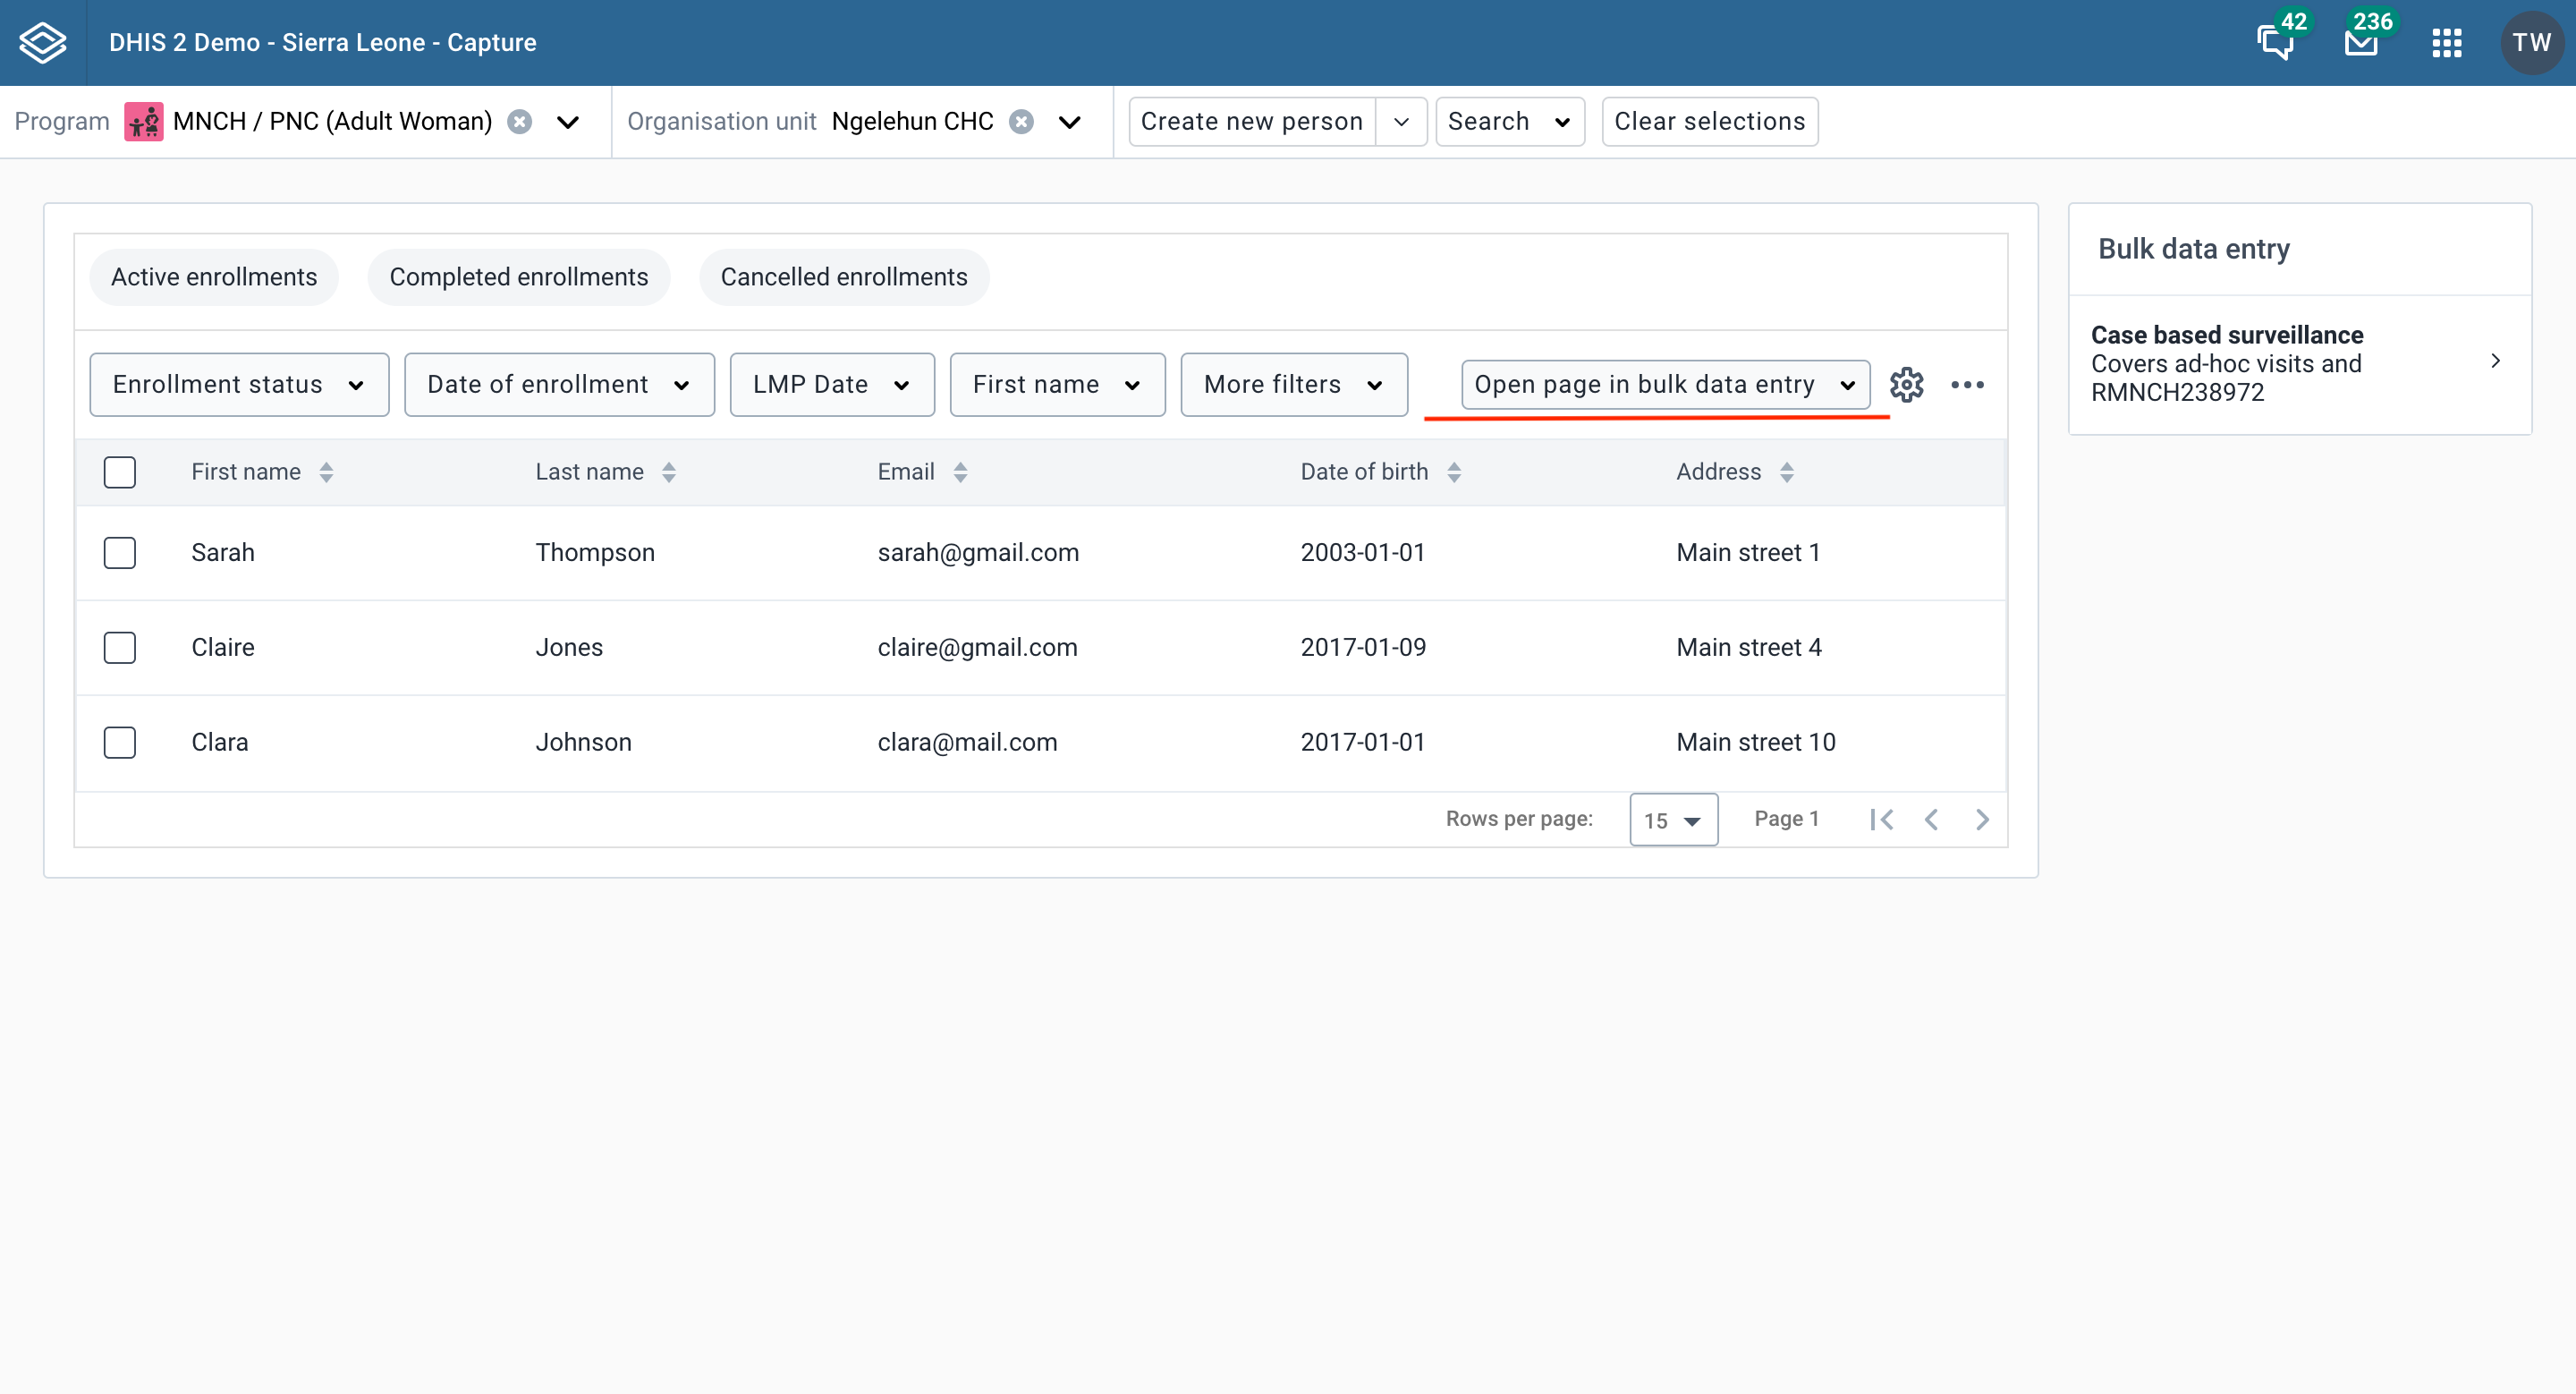 DHIS 2 Demo - Sierra Leone - Capture 42 236 TW
Program MNCH / PNC (Adult Woman) Organisation unit Ngelehun CHC Create new person Search Clear selections
Active enrollments Completed enrollments Cancelled enrollments
Enrollment status Date of enrollment LMP Date First name More filters Open page in bulk data entry
First name Last name Email Date of birth Address
Sarah Thompson sarah@gmail.com 2003-01-01 Main street 1
Claire Jones claire@gmail.com 2017-01-09 Main street 4
Clara Johnson clara@mail.com 2017-01-01 Main street 10
Rows per page: 15 Page 1
Bulk data entry
Case based surveillance
Covers ad-hoc visits and
RMNCH238972